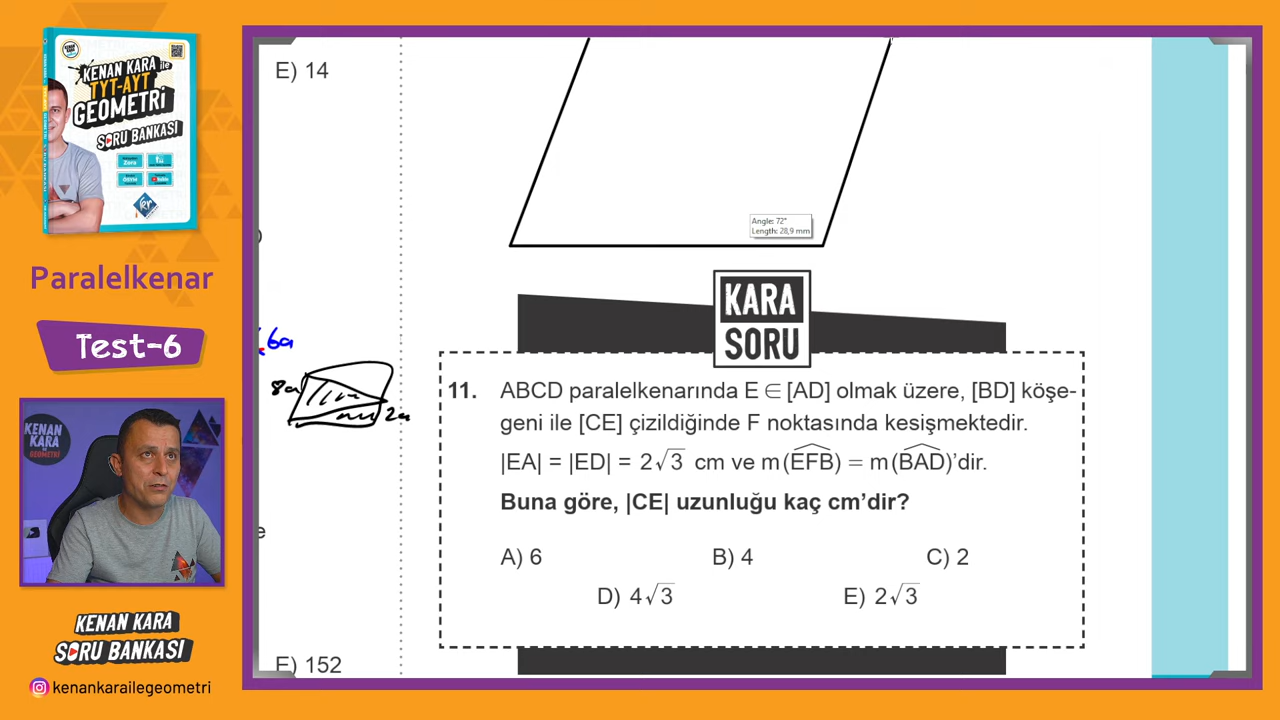 KENAN KARA ile
TYT-AYT
GEOMETRİ
SORU BANKASI
Paralelkenar
Test-6
KENAN KARA
SORU BANKASI
kenankarailegeometri
E) 14
6a
8a
2a
E) 152
Angle: 72°
Length: 28,9 mm
KARA
SORU
11. ABCD paralelkenarında E ∈ [AD] olmak üzere, [BD] köşe-
geni ile [CE] çizildiğinde F noktasında kesişmektedir.
|EA| = |ED| = 2√3 cm ve m(EFB) = m(BAD)’dir.
Buna göre, |CE| uzunluğu kaç cm’dir?
A) 6 B) 4 C) 2
D) 4√3 E) 2√3